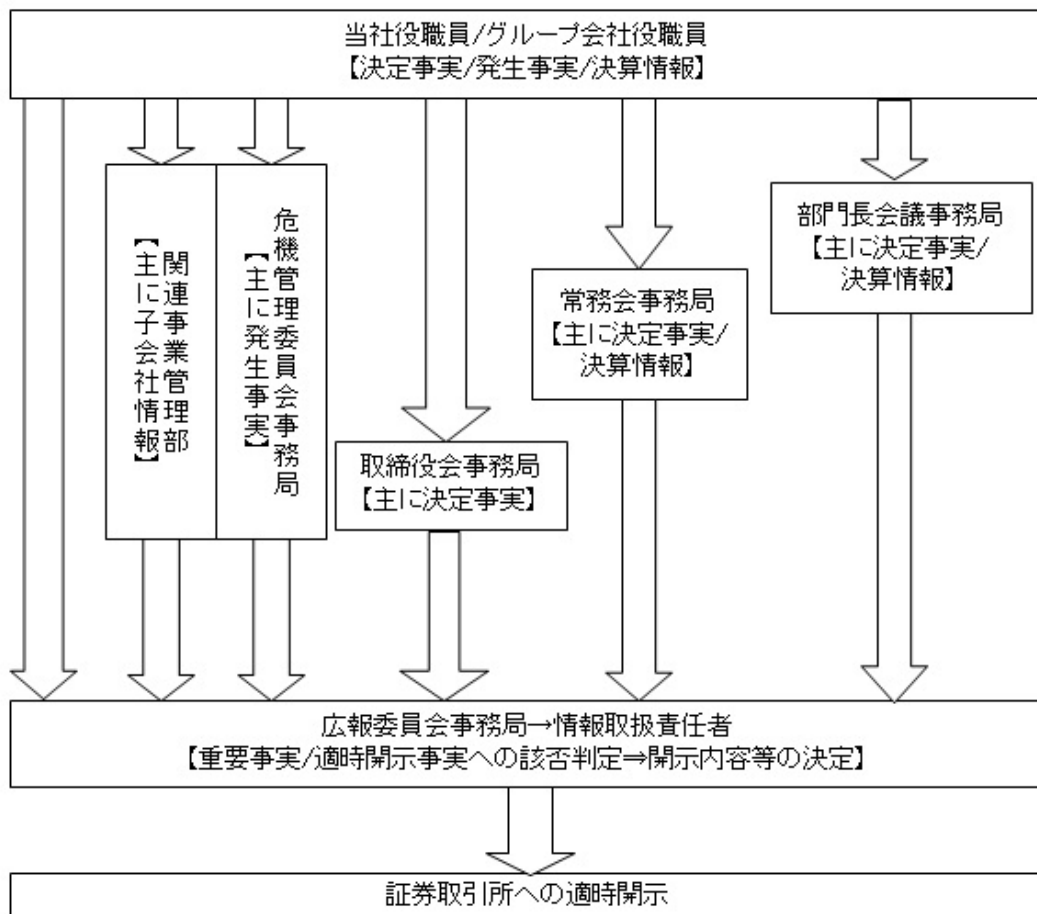 当社役職員/グループ会社役職員
【決定事実/発生事実/決算情報】
関連事業管理部
【主に子会社情報】
危機管理委員会事務局
【主に発生事実】
取締役会事務局
【主に決定事実】
常務会事務局
【主に決定事実/
決算情報】
部門長会議事務局
【主に決定事実/
決算情報】
広報委員会事務局→情報取扱責任者
【重要事実/適時開示事実への該否判定⇒開示内容等の決定】
証券取引所への適時開示